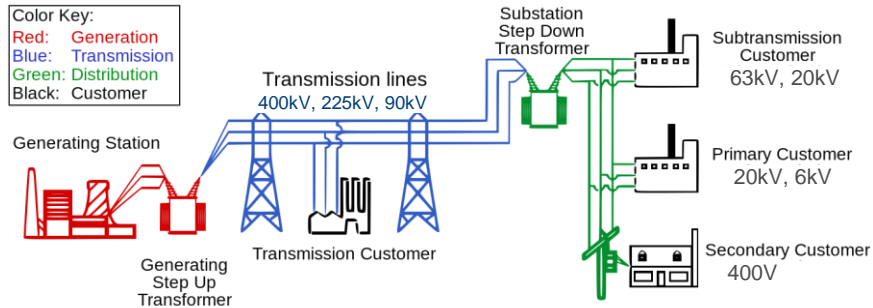 Color Key:
Red: Generation
Blue: Transmission
Green: Distribution
Black: Customer
Substation
Step Down
Transformer
Subtransmission
Customer
63kV, 20kV
Transmission lines
400kV, 225kV, 90kV
Generating Station
Primary Customer
20kV, 6kV
Transmission Customer
Secondary Customer
400V
Generating
Step Up
Transformer